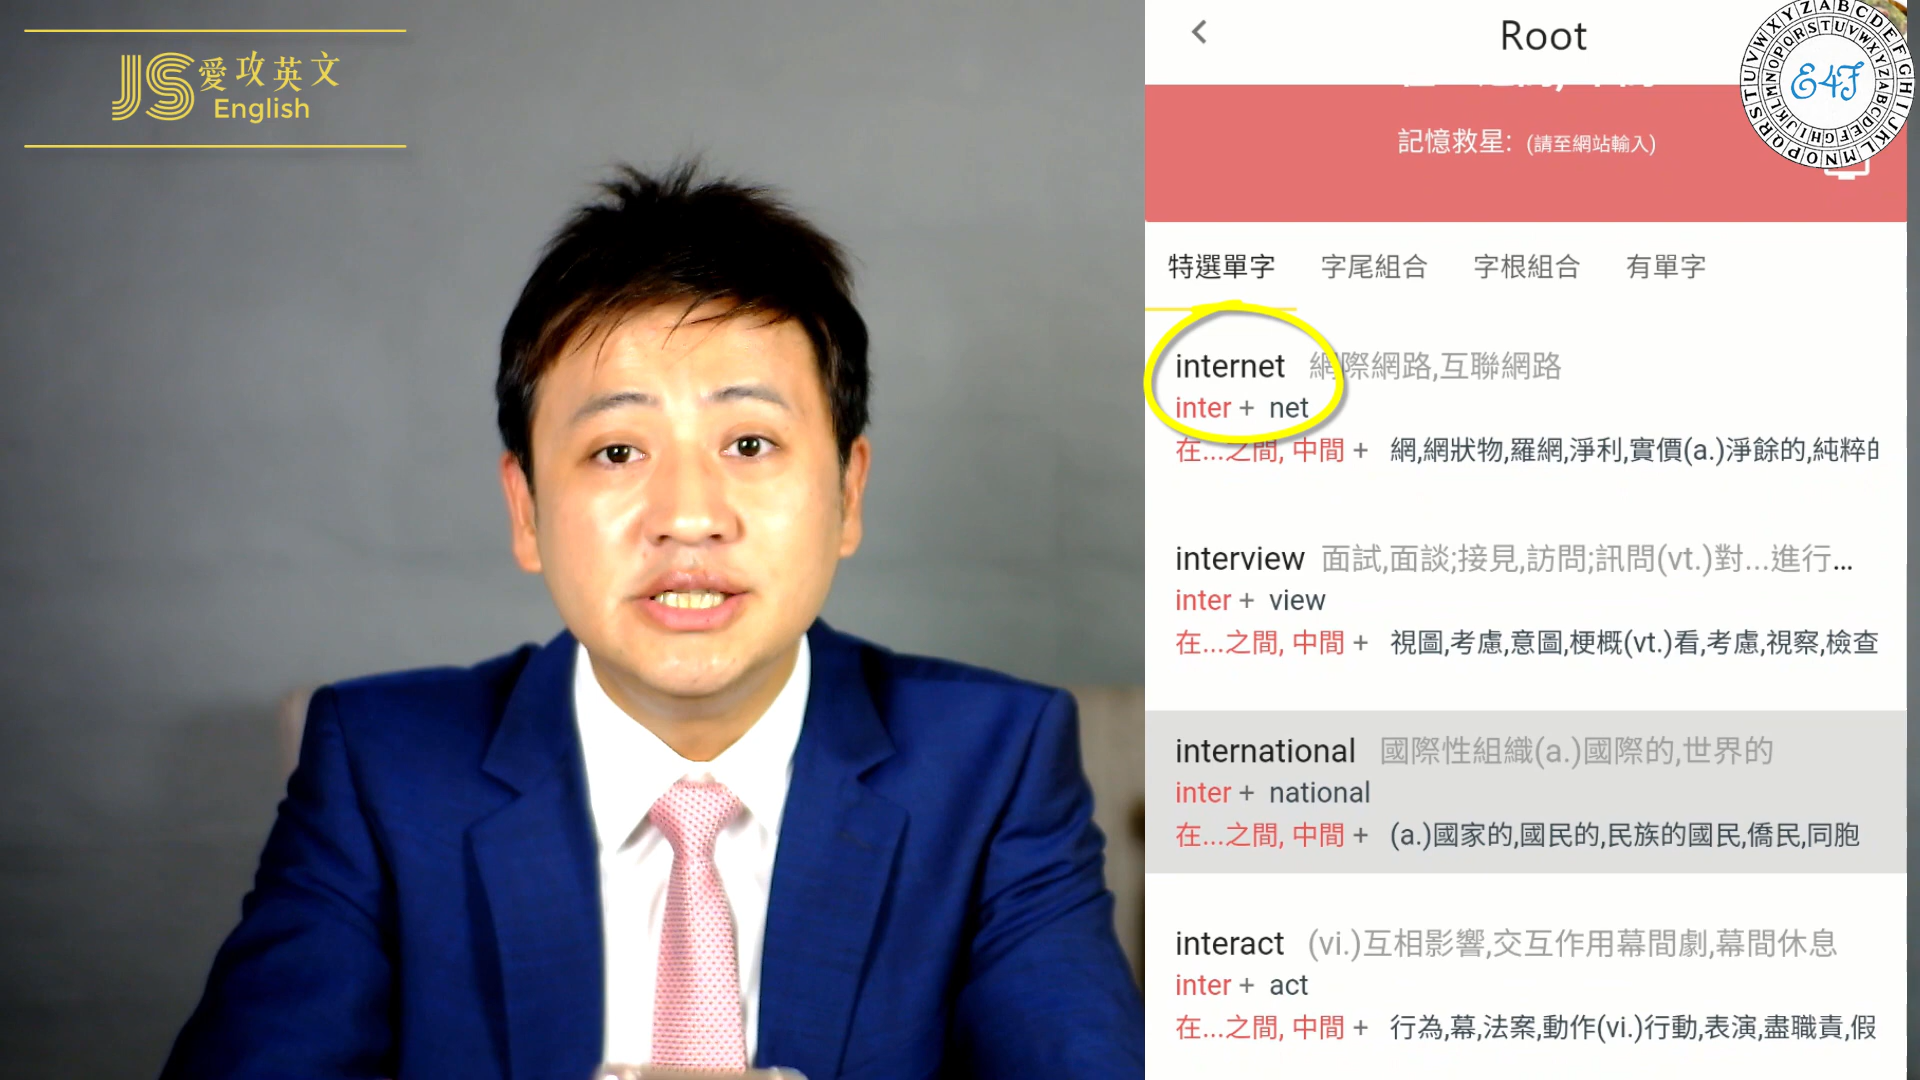 JS愛攻英文
English
Root
E4F
記憶救星: (請至網站輸入)
特選單字 字尾組合 字根組合 有單字
internet 網際網路,互聯網路
inter + net
在...之間, 中間 + 網,網狀物,羅網,淨利,實價(a.)淨餘的,純粹的
interview 面試,面談;接見,訪問;訊問(vt.)對...進行...
inter + view
在...之間, 中間 + 視圖,考慮,意圖,梗概(vt.)看,考慮,視察,檢查
international 國際性組織(a.)國際的,世界的
inter + national
在...之間, 中間 + (a.)國家的,國民的,民族的國民,僑民,同胞
interact (vi.)互相影響,交互作用幕間劇,幕間休息
inter + act
在...之間, 中間 + 行為,幕,法案,動作(vi.)行動,表演,盡職責,假